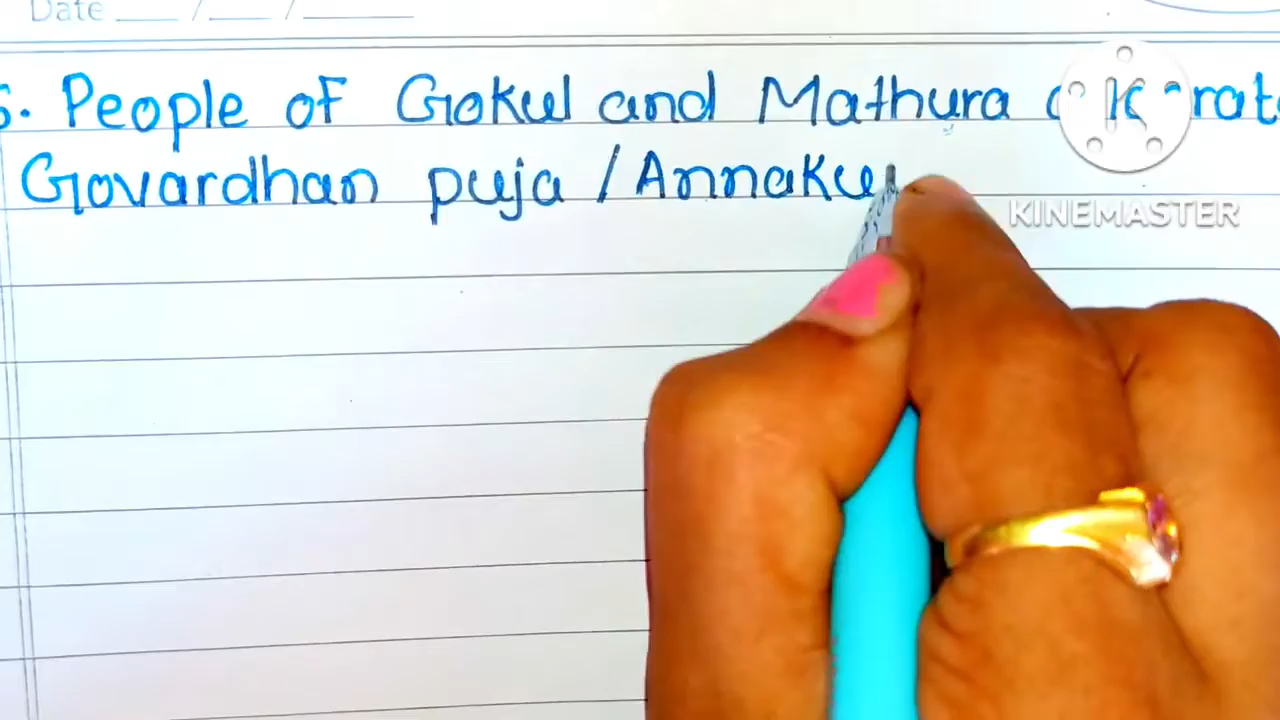 Date
People of Gokul and Mathura
Govardhan puja / Annaku
KINEMASTER